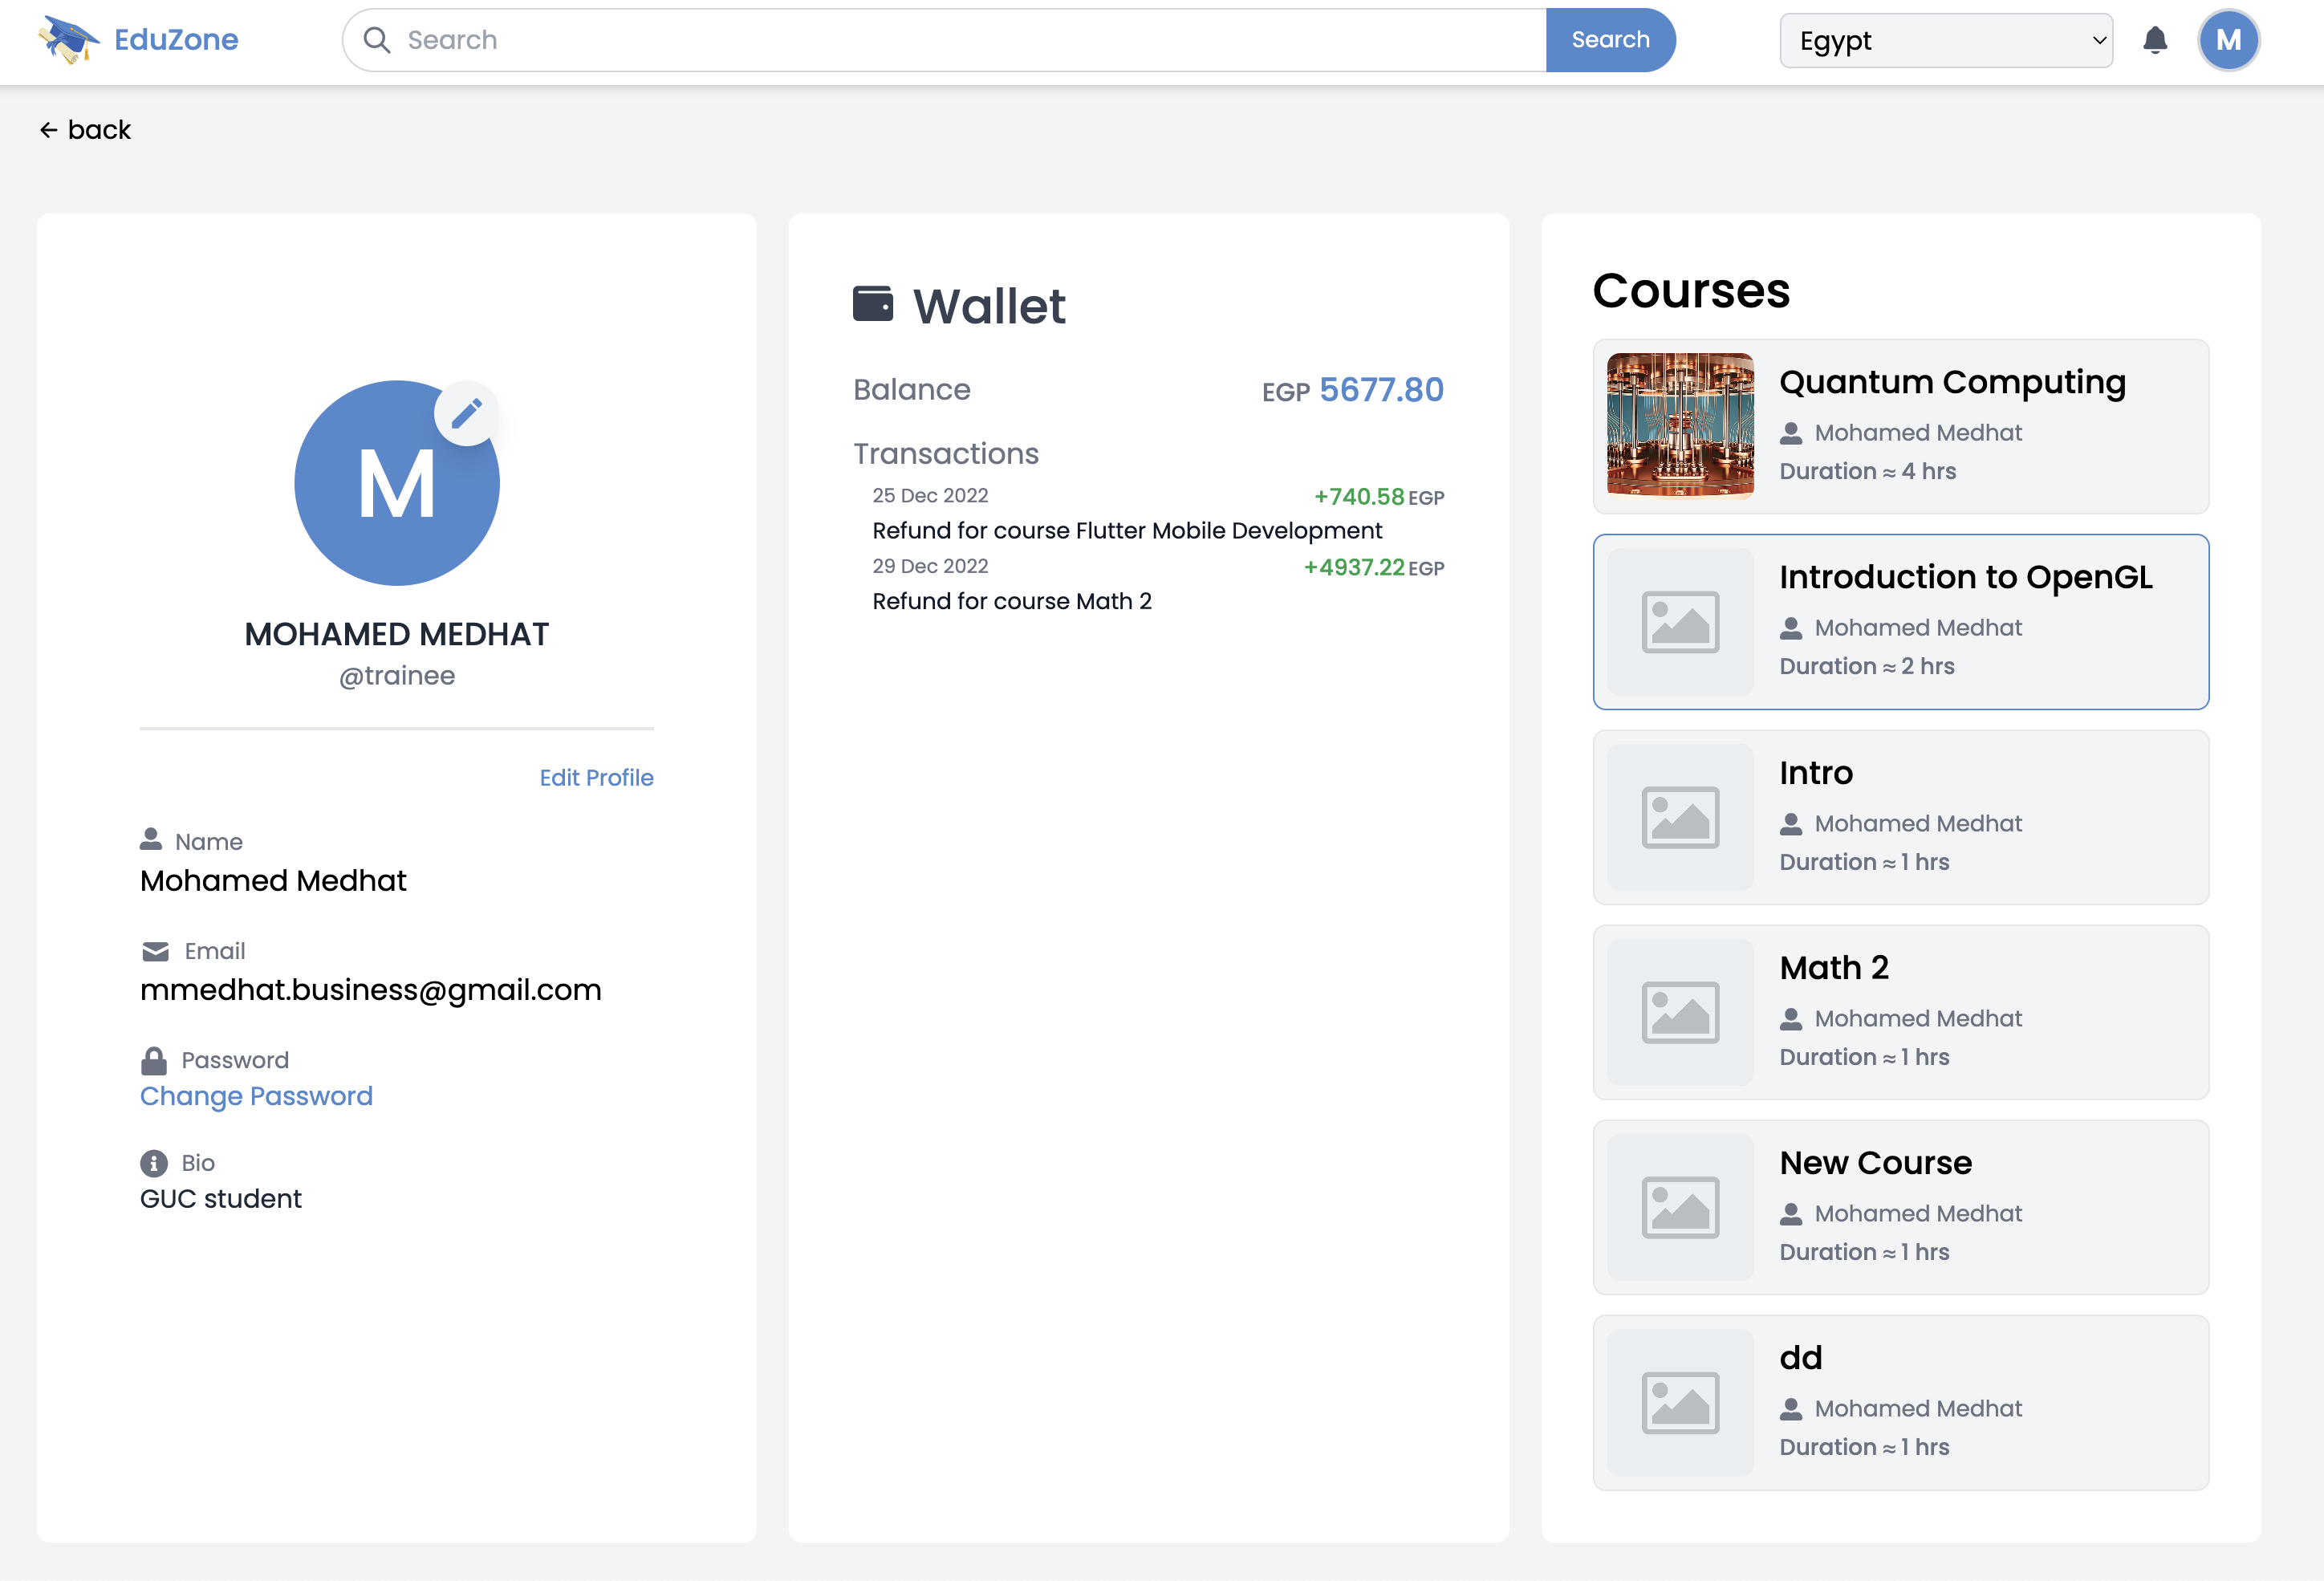 EduZone
Search
Search
Egypt
M
← back
M
MOHAMED MEDHAT
@trainee
Edit Profile
Name
Mohamed Medhat
Email
mmedhat.business@gmail.com
Password
Change Password
Bio
GUC student
Wallet
Balance
EGP 5677.80
Transactions
25 Dec 2022 +740.58 EGP
Refund for course Flutter Mobile Development
29 Dec 2022 +4937.22 EGP
Refund for course Math 2
Courses
Quantum Computing
Mohamed Medhat
Duration ≈ 4 hrs
Introduction to OpenGL
Mohamed Medhat
Duration ≈ 2 hrs
Intro
Mohamed Medhat
Duration ≈ 1 hrs
Math 2
Mohamed Medhat
Duration ≈ 1 hrs
New Course
Mohamed Medhat
Duration ≈ 1 hrs
dd
Mohamed Medhat
Duration ≈ 1 hrs